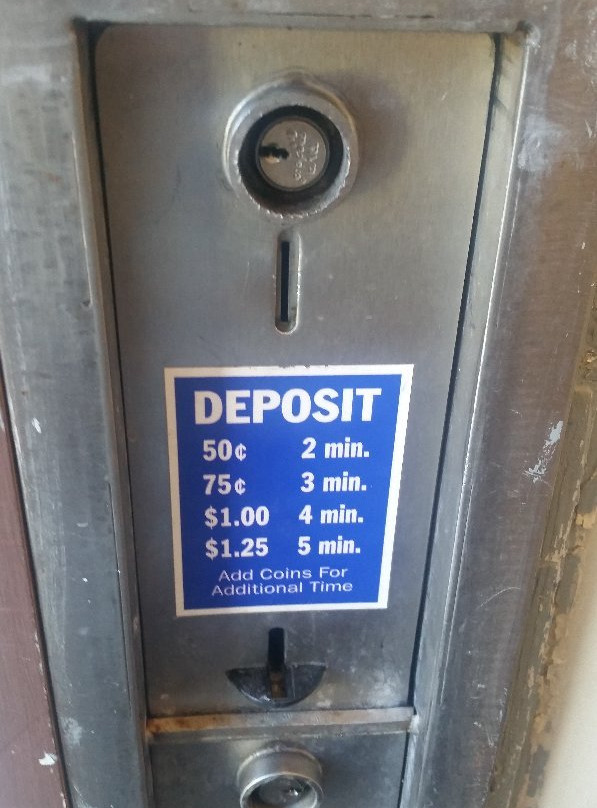 DEPOSIT
50¢ 2 min.
75¢ 3 min.
$1.00 4 min.
$1.25 5 min.
Add Coins For
Additional Time